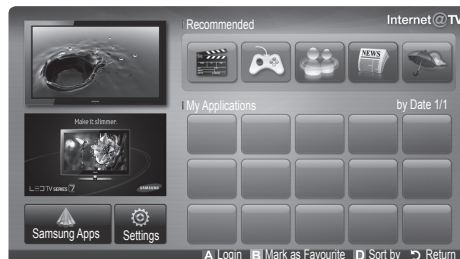 Recommended
Internet@TV
NEWS
My Applications
by Date 1/1
Make it slimmer.
LED TV SERIES 7
SAMSUNG
Samsung Apps
Settings
A Login B Mark as Favourite D Sort by Return